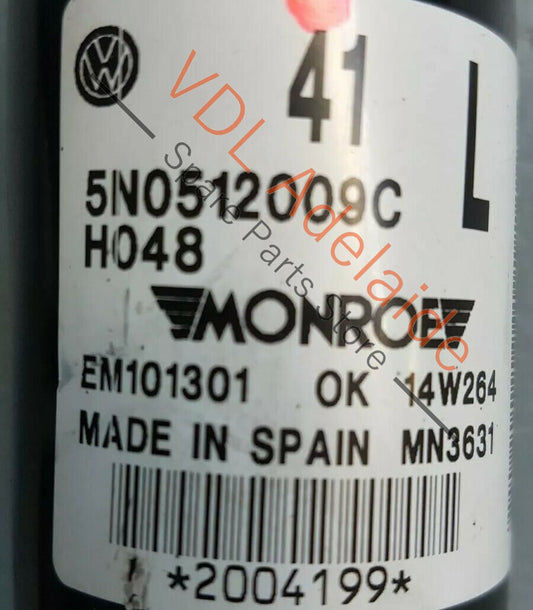 41
L
5N0512009C
H048
MONROE
EM101301 OK 14W264
MADE IN SPAIN MN3631
*2004199*
VDL Adelaide
Spare Parts Store